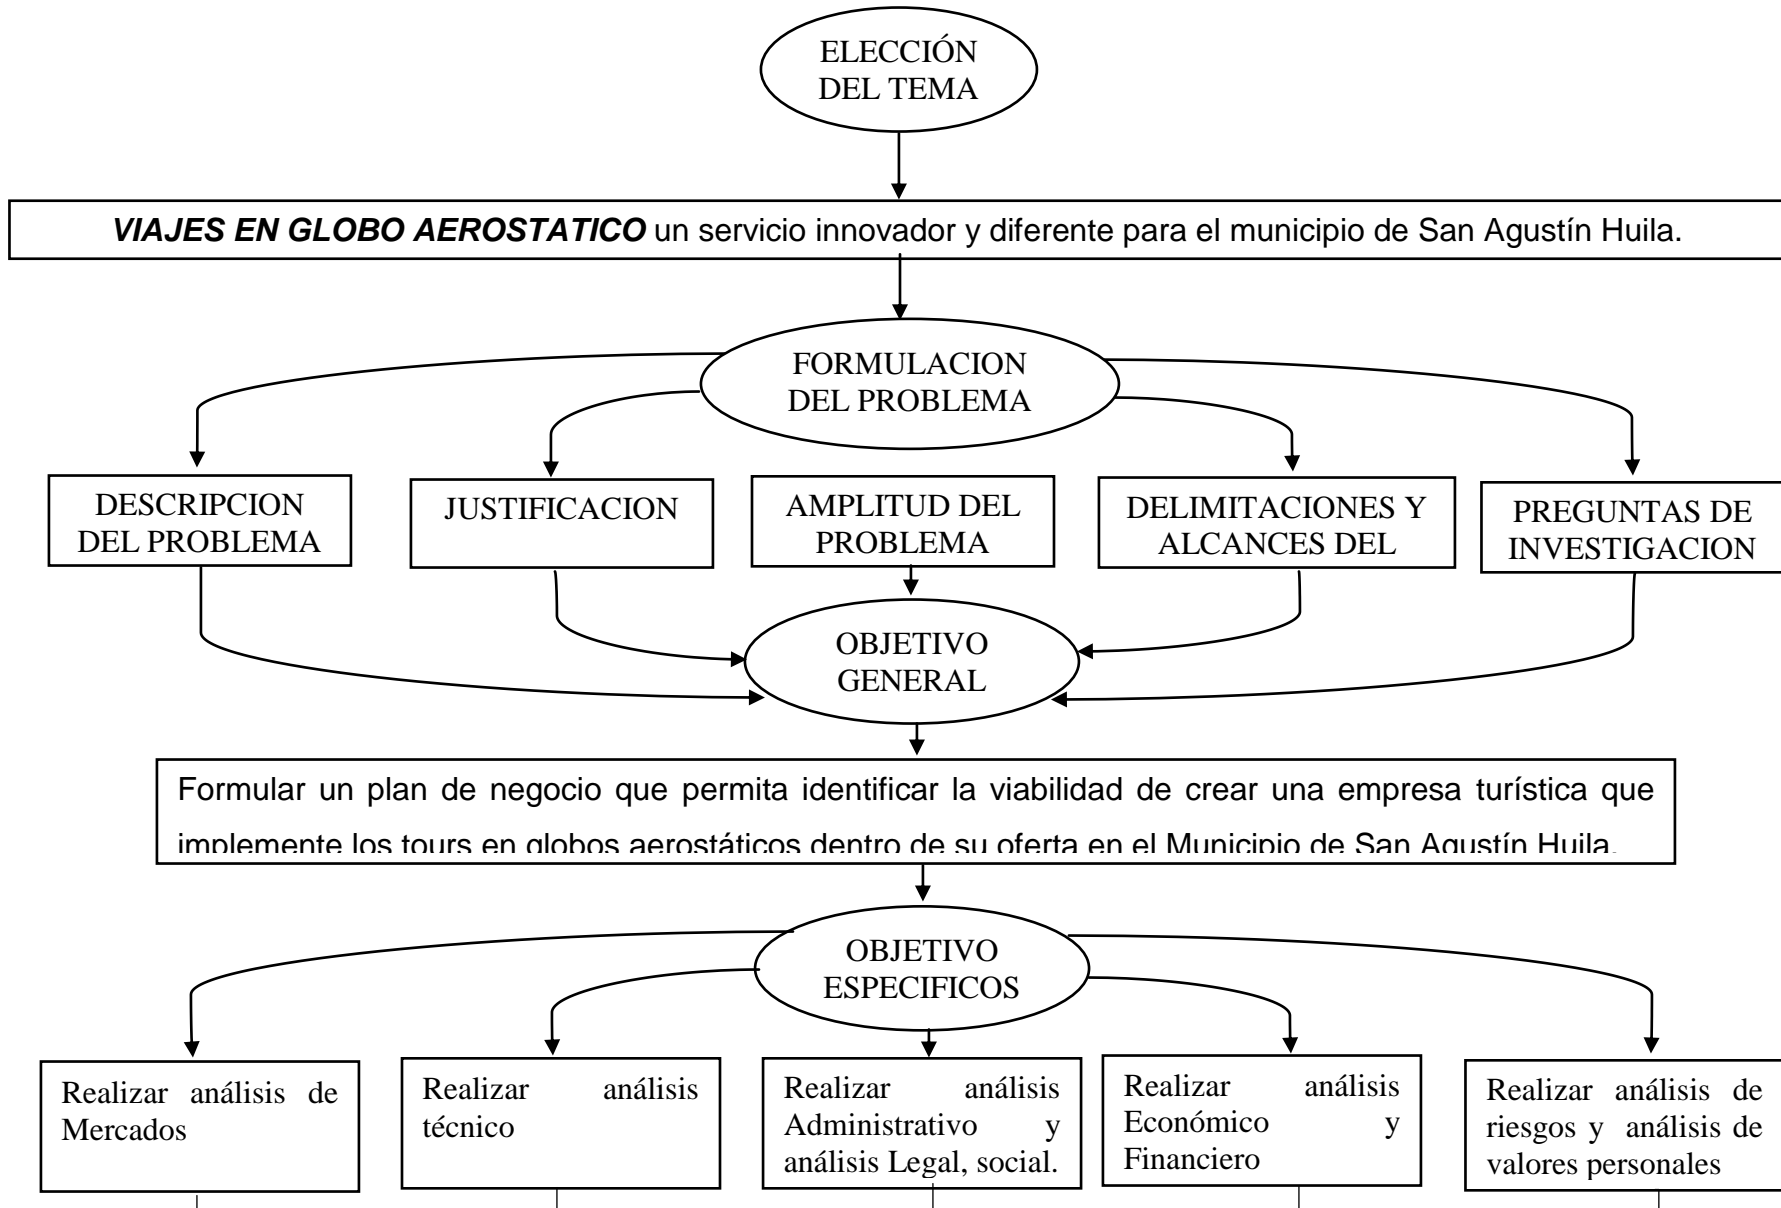 ELECCIÓN
DEL TEMA
VIAJES EN GLOBO AEROSTATICO un servicio innovador y diferente para el municipio de San Agustín Huila.
FORMULACION
DEL PROBLEMA
DESCRIPCION
DEL PROBLEMA
JUSTIFICACION
AMPLITUD DEL
PROBLEMA
DELIMITACIONES Y
ALCANCES DEL
PREGUNTAS DE
INVESTIGACION
OBJETIVO
GENERAL
Formular un plan de negocio que permita identificar la viabilidad de crear una empresa turística que
implemente los tours en globos aerostáticos dentro de su oferta en el Municipio de San Agustín Huila.
OBJETIVO
ESPECIFICOS
Realizar análisis de
Mercados
Realizar análisis
técnico
Realizar análisis
Administrativo y
análisis Legal, social.
Realizar análisis
Económico y
Financiero
Realizar análisis de
riesgos y análisis de
valores personales